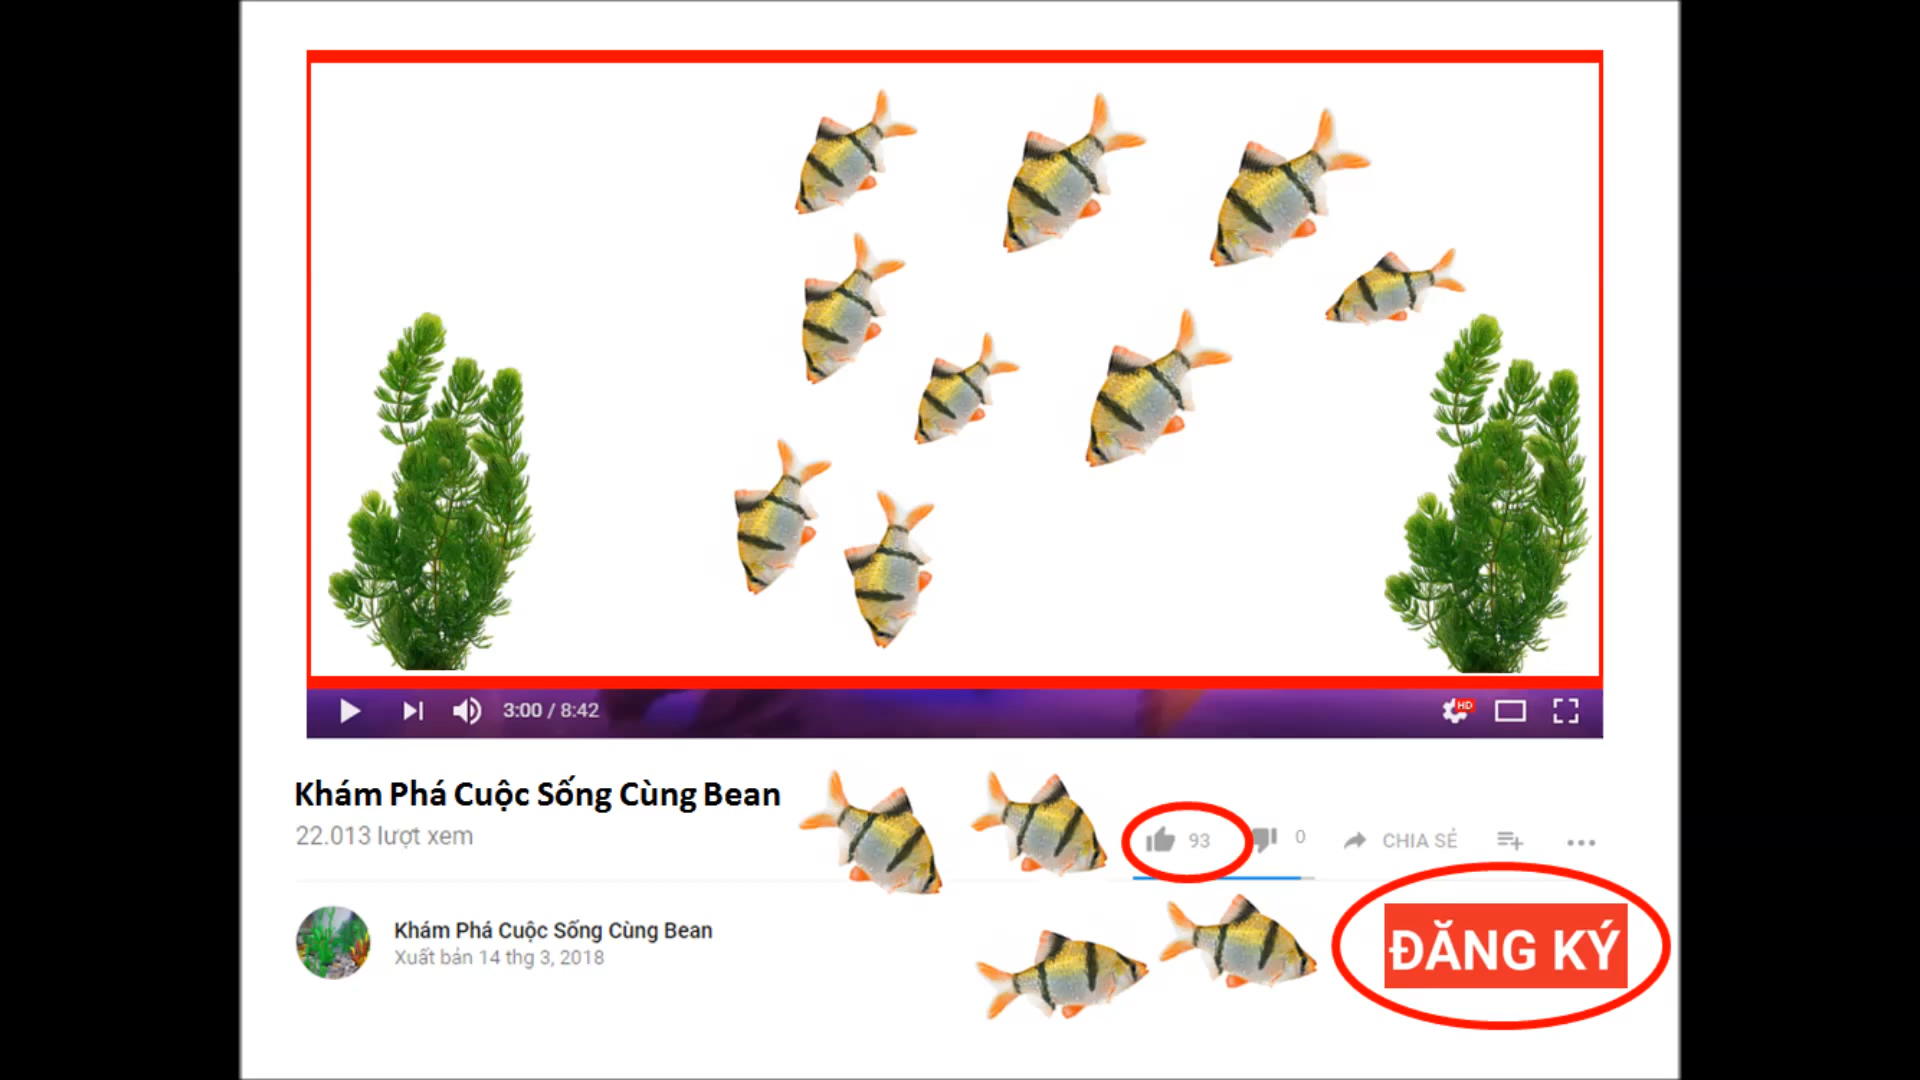 3:00 / 8:42
HD
Khám Phá Cuộc Sống Cùng Bean
22.013 lượt xem
93
0
CHIA SẺ
Khám Phá Cuộc Sống Cùng Bean
Xuất bản 14 thg 3, 2018
ĐĂNG KÝ